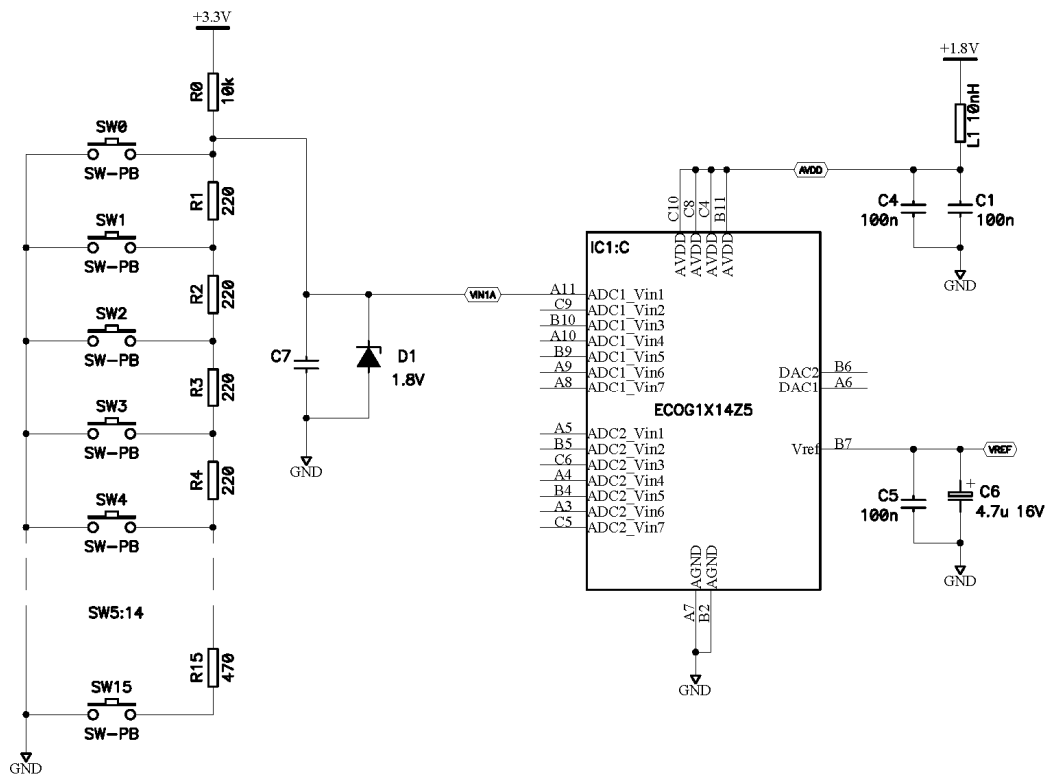 +3.3V
R0
10k
SW0
SW-PB
R1
220
SW1
SW-PB
R2
220
SW2
SW-PB
R3
220
SW3
SW-PB
R4
220
SW4
SW-PB
SW5:14
R15
470
SW15
SW-PB
GND
C7
D1
1.8V
GND
VIN1A
+1.8V
L1 10nH
AVDD
C4
100n
C1
100n
GND
C10
C8
C4
B11
AVDD
AVDD
AVDD
AVDD
IC1:C
A11 ADC1_Vin1
C9 ADC1_Vin2
B10 ADC1_Vin3
A10 ADC1_Vin4
B9 ADC1_Vin5
A9 ADC1_Vin6
A8 ADC1_Vin7
ECOG1X14Z5
A5 ADC2_Vin1
B5 ADC2_Vin2
C6 ADC2_Vin3
A4 ADC2_Vin4
B4 ADC2_Vin5
A3 ADC2_Vin6
C5 ADC2_Vin7
DAC2 B6
DAC1 A6
Vref B7
VREF
C5
100n
C6
+
4.7u 16V
GND
AGND
AGND
A7
B2
GND